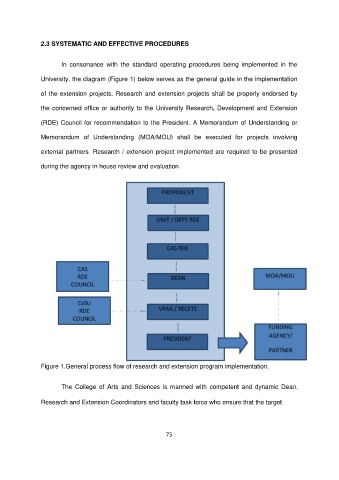 2.3 SYSTEMATIC AND EFFECTIVE PROCEDURES
In consonance with the standard operating procedures being implemented in the
University, the diagram (Figure 1) below serves as the general guide in the implementation
of the extension projects. Research and extension projects shall be properly endorsed by
the concerned office or authority to the University Research, Development and Extension
(RDE) Council for recommendation to the President. A Memorandum of Understanding or
Memorandum of Understanding (MOA/MOU) shall be executed for projects involving
external partners. Research / extension project implemented are required to be presented
during the agency in-house review and evaluation.
PROPONENT
UNIT / DEPT RDE
CAS RDE
CAS
RDE
COUNCIL
DEAN
MOA/MOU
CvSU
RDE
COUNCIL
VPAA / RECETS
PRESIDENT
FUNDING
AGENCY/
PARTNER
Figure 1.General process flow of research and extension program implementation.
The College of Arts and Sciences is manned with competent and dynamic Dean,
Research and Extension Coordinators and faculty task force who ensure that the target
75